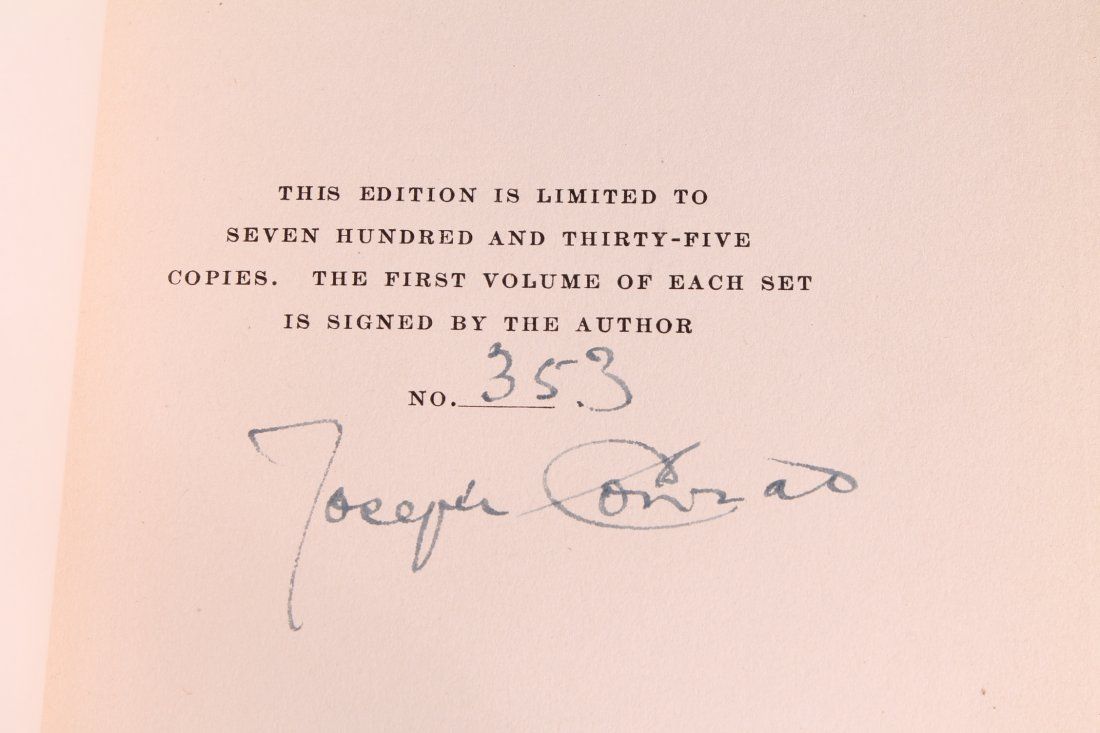 THIS EDITION IS LIMITED TO
SEVEN HUNDRED AND THIRTY-FIVE
COPIES. THE FIRST VOLUME OF EACH SET
IS SIGNED BY THE AUTHOR
NO. 353
Joseph Conrad